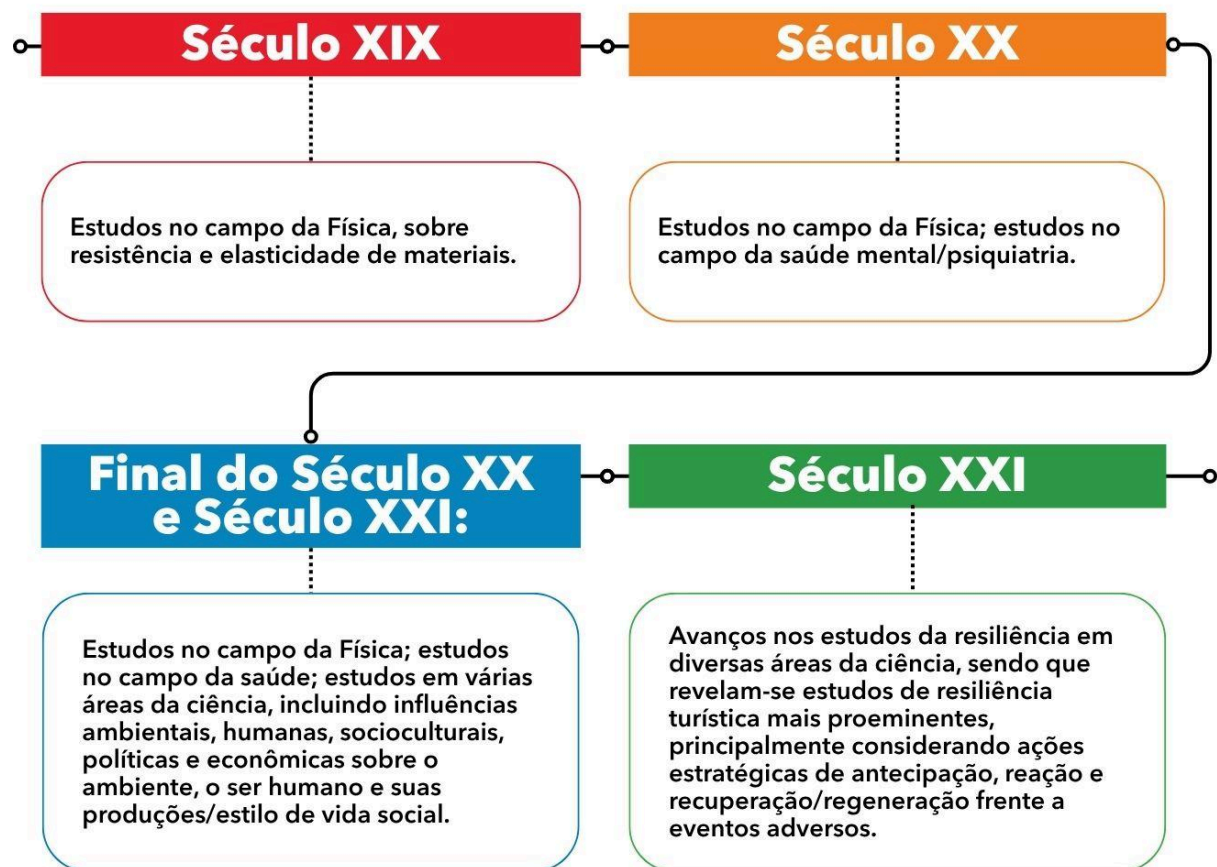 Século XIX
Estudos no campo da Física, sobre
resistência e elasticidade de materiais.
Século XX
Estudos no campo da Física; estudos no
campo da saúde mental/psiquiatria.
Final do Século XX
e Século XXI:
Estudos no campo da Física; estudos
no campo da saúde; estudos em várias
áreas da ciência, incluindo influências
ambientais, humanas, socioculturais,
políticas e econômicas sobre o
ambiente, o ser humano e suas
produções/estilo de vida social.
Século XXI
Avanços nos estudos da resiliência em
diversas áreas da ciência, sendo que
revelam-se estudos de resiliência
turística mais proeminentes,
principalmente considerando ações
estratégicas de antecipação, reação e
recuperação/regeneração frente a
eventos adversos.